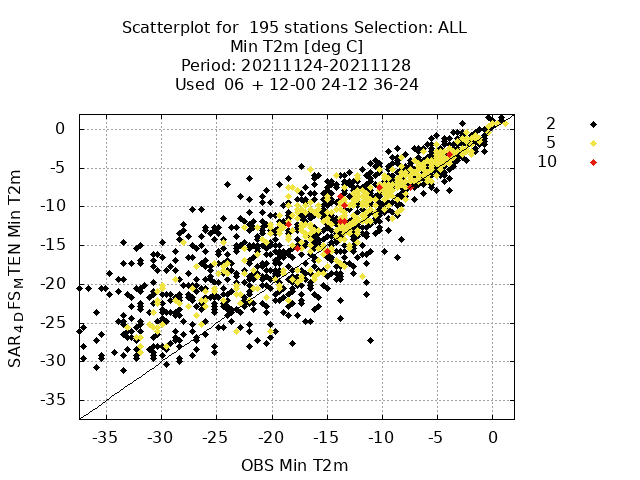 Scatterplot for  195 stations Selection: ALL
Min T2m [deg C]
Period: 20211124-20211128
Used  06 + 12-00 24-12 36-24
2
5
10
0
-5
-10
-15
-20
-25
-30
-35
SAR4DFSMTEN Min T2m
-35 -30 -25 -20 -15 -10 -5 0
OBS Min T2m